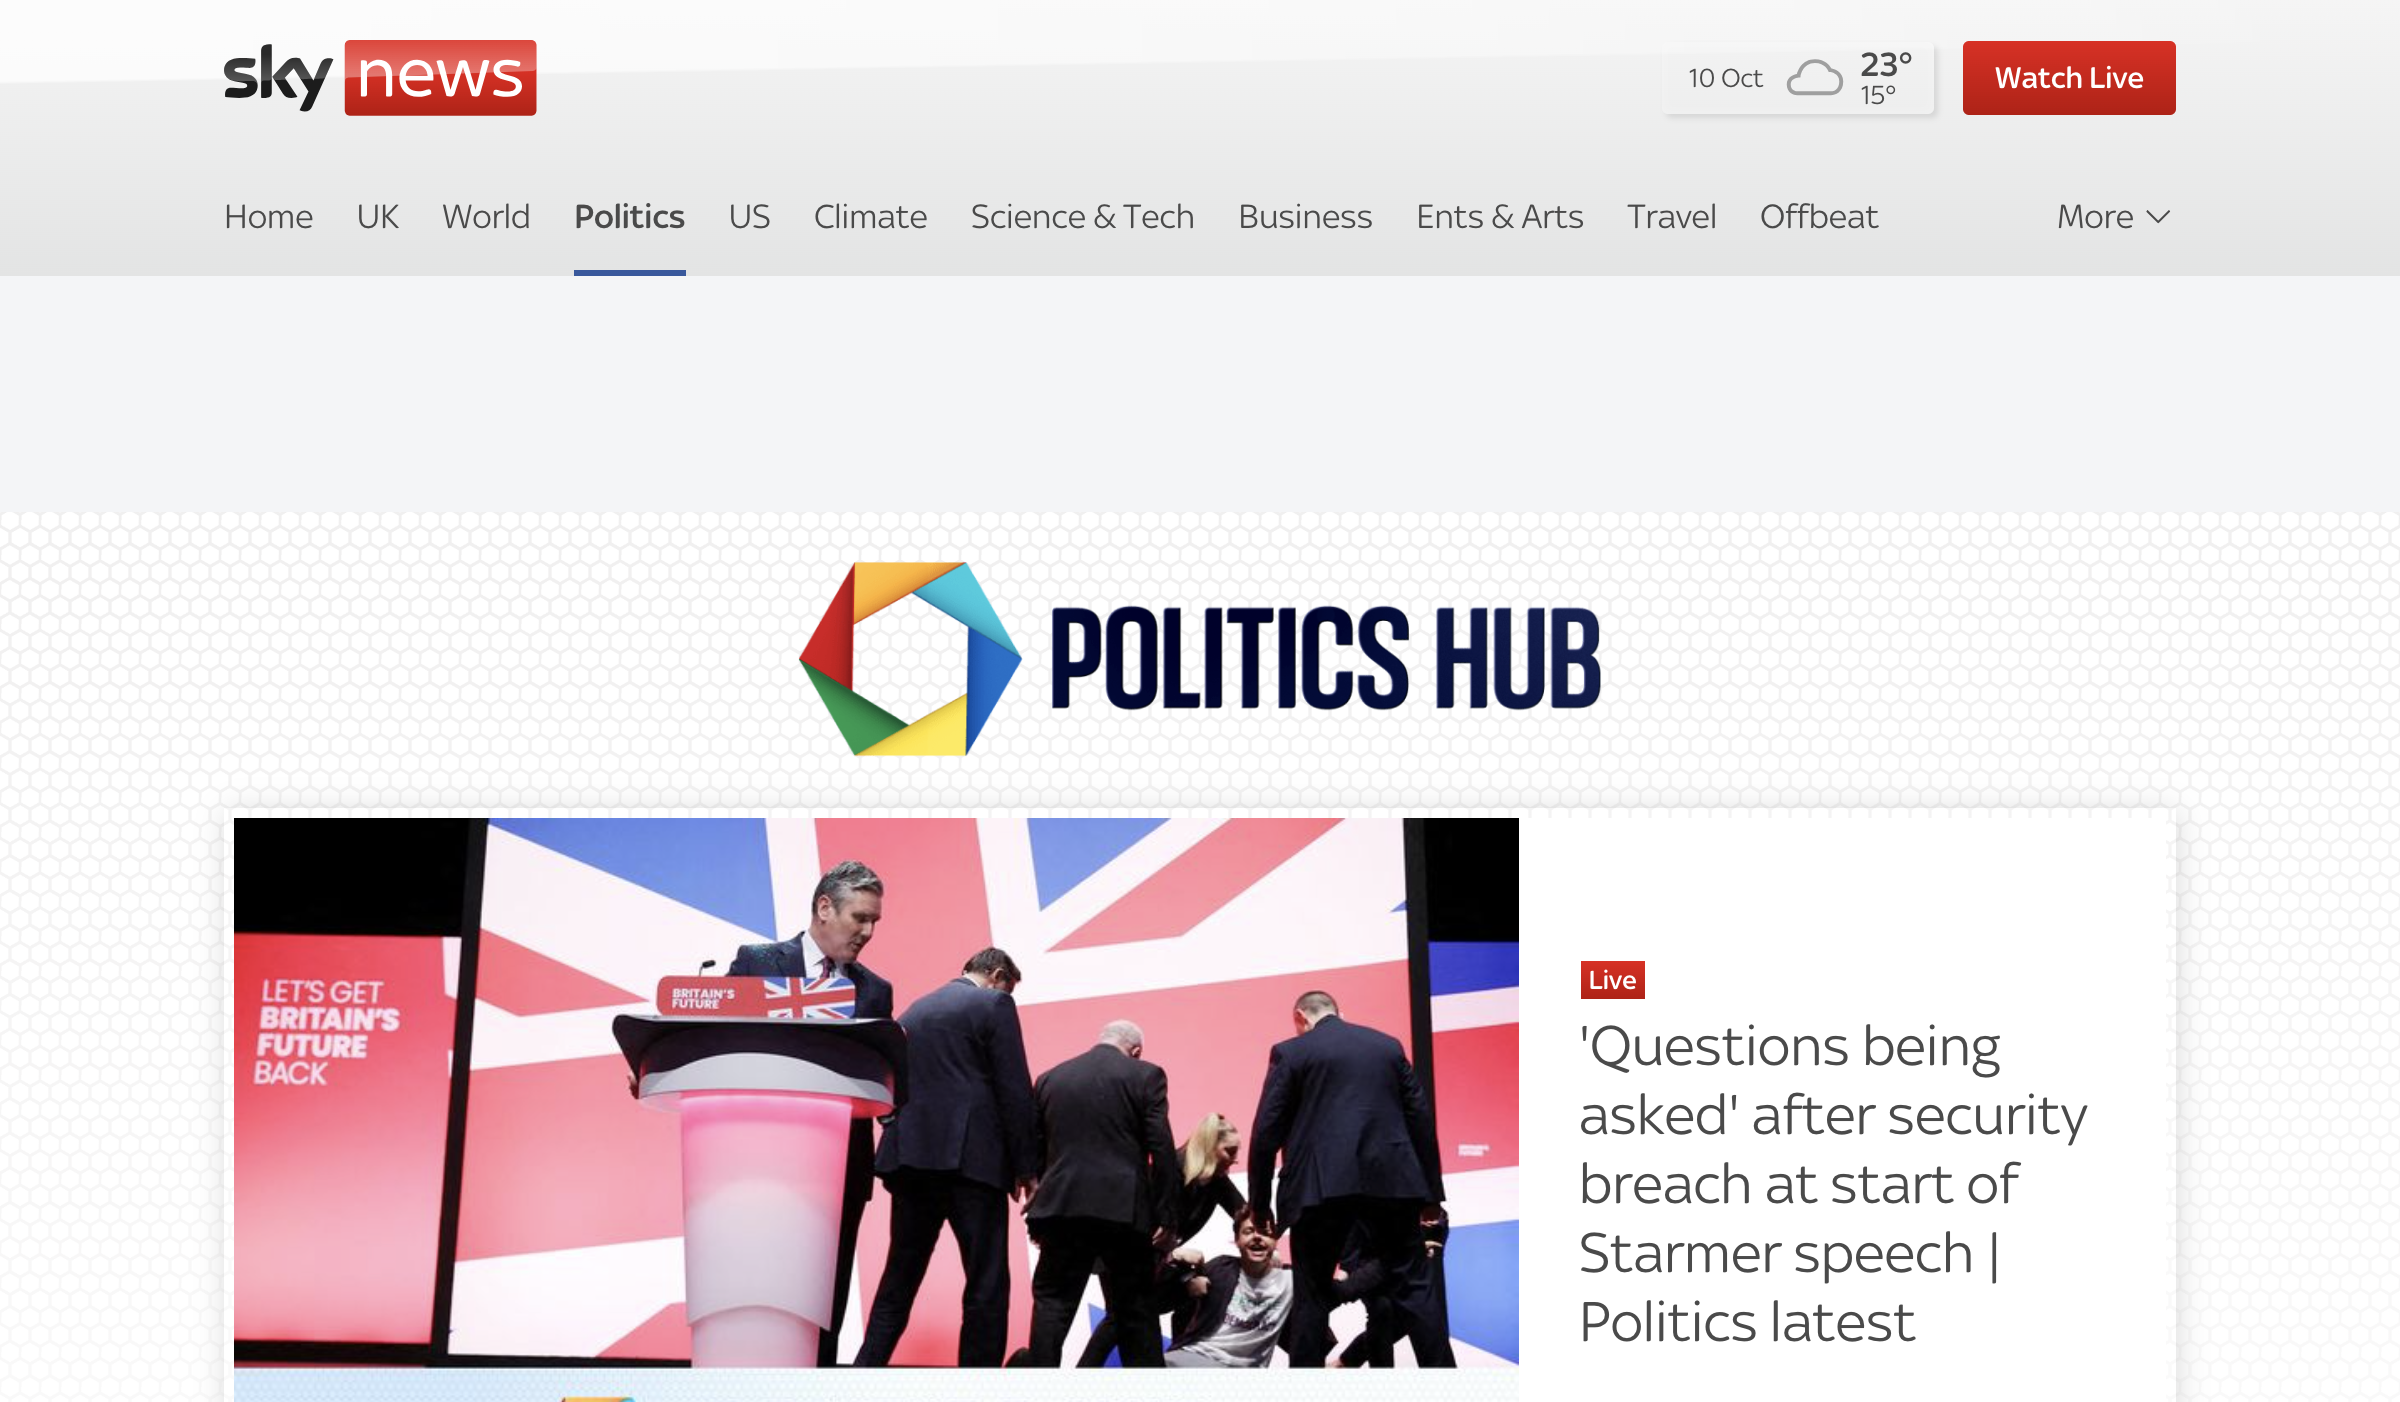 sky news
10 Oct
23°
15°
Watch Live
Home UK World Politics US Climate Science & Tech Business Ents & Arts Travel Offbeat More
POLITICS HUB
LET'S GET
BRITAIN'S
FUTURE
BACK
BRITAIN'S
FUTURE
Live
'Questions being
asked' after security
breach at start of
Starmer speech |
Politics latest